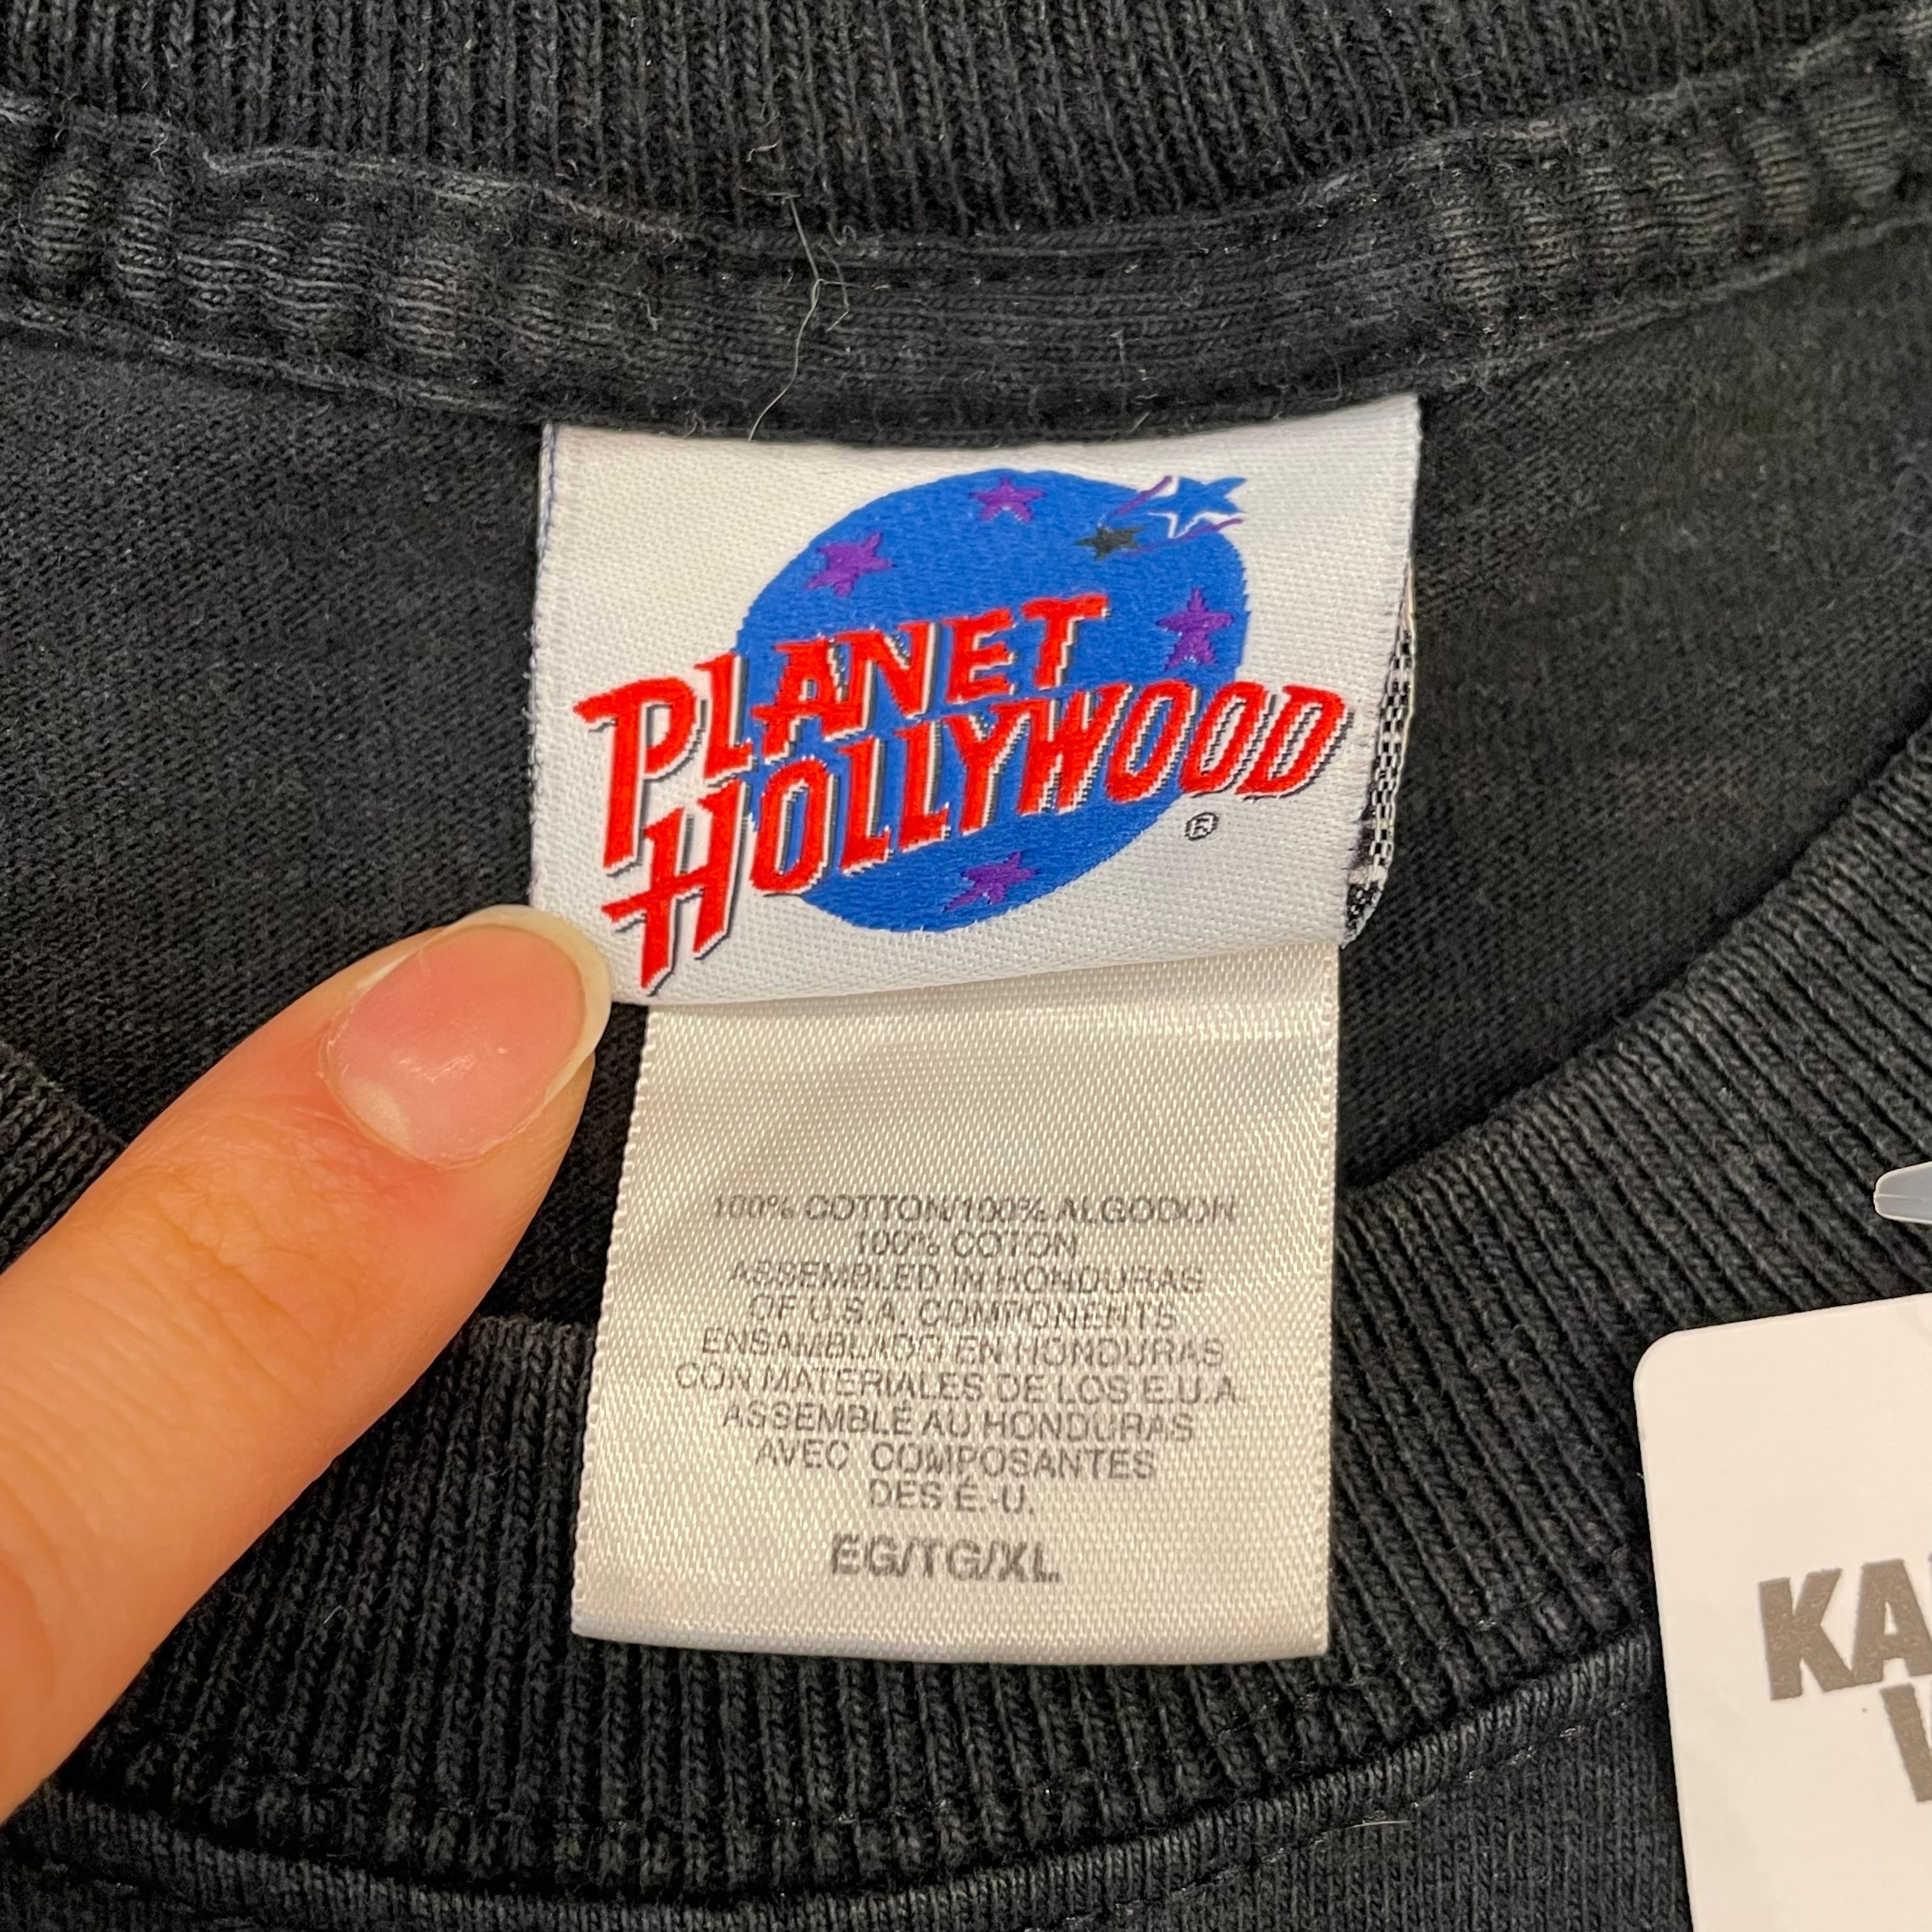 PLANET
HOLLYWOOD
®
100% COTTON/100% ALGODON
100% COTON
ASSEMBLED IN HONDURAS
OF U.S.A. COMPONENTS
ENSAMBLADO EN HONDURAS
CON MATERIALES DE LOS E.U.A.
ASSEMBLÉ AU HONDURAS
AVEC COMPOSANTES
DES É.-U.
EG/TG/XL